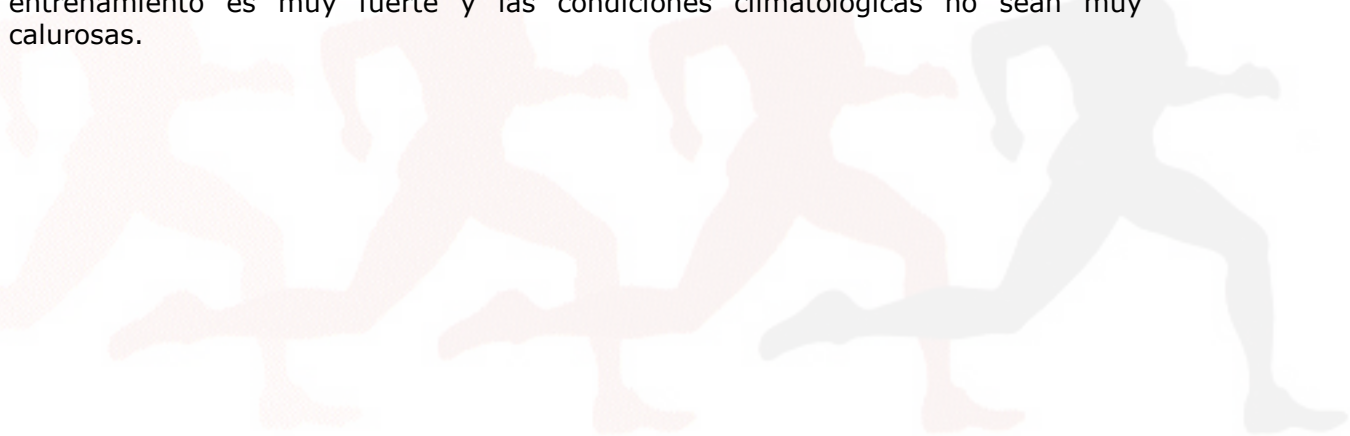 entrenamiento es muy fuerte y las condiciones climatológicas no sean muy
calurosas.